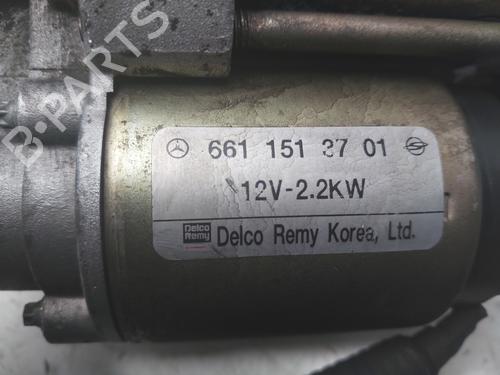 B-PARTS
661 151 37 01
12V-2.2KW
Delco Remy
Delco Remy Korea, Ltd.